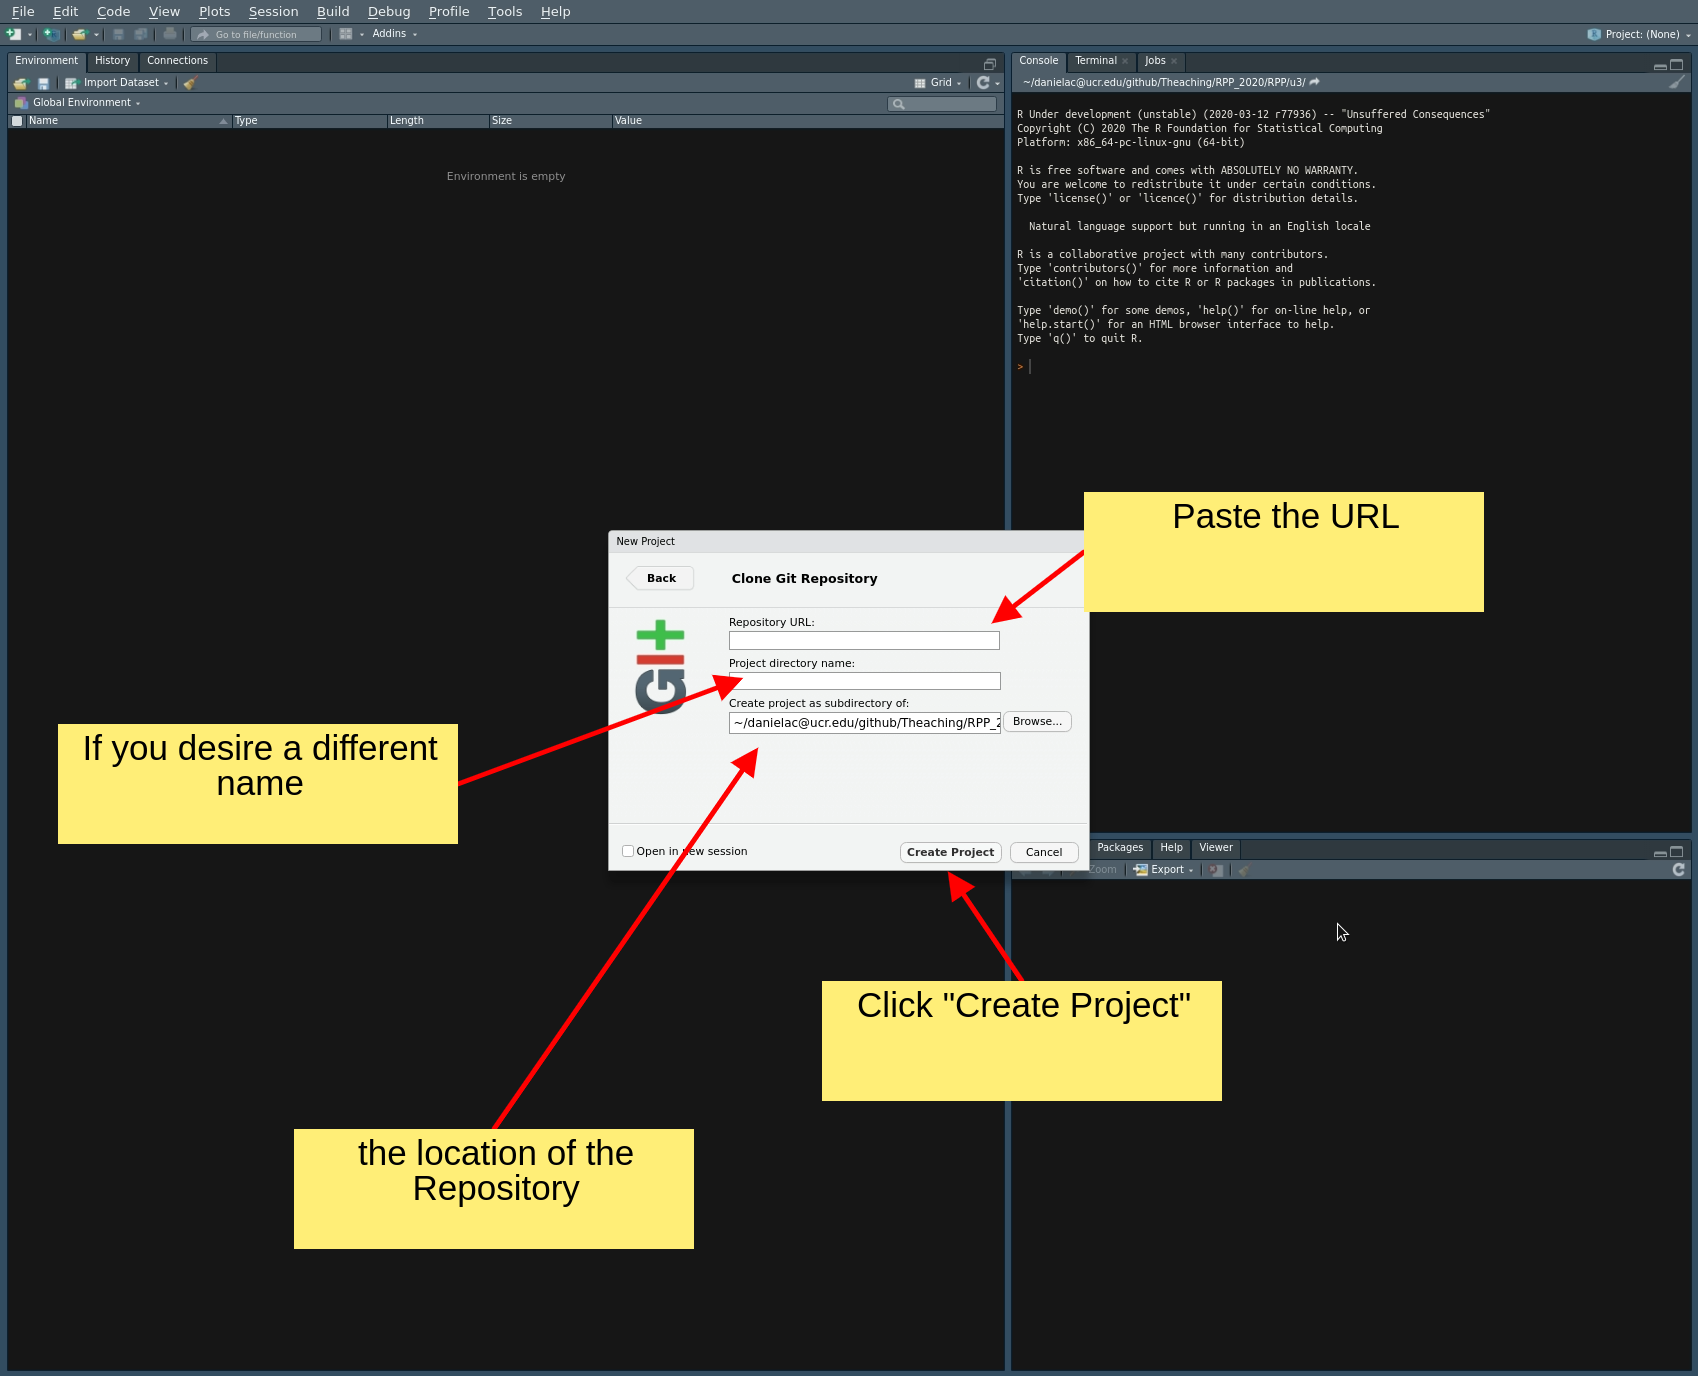 File Edit Code View Plots Session Build Debug Profile Tools Help
Go to file/function Addins Project: (None)
Environment History Connections
Import Dataset Grid
Global Environment
Name Type Length Size Value
Environment is empty
Console Terminal Jobs
~/danielac@ucr.edu/github/Theaching/RPP_2020/RPP/u3/
R Under development (unstable) (2020-03-12 r77936) -- "Unsuffered Consequences"
Copyright (C) 2020 The R Foundation for Statistical Computing
Platform: x86_64-pc-linux-gnu (64-bit)
R is free software and comes with ABSOLUTELY NO WARRANTY.
You are welcome to redistribute it under certain conditions.
Type 'license()' or 'licence()' for distribution details.
Natural language support but running in an English locale
R is a collaborative project with many contributors.
Type 'contributors()' for more information and
'citation()' on how to cite R or R packages in publications.
Type 'demo()' for some demos, 'help()' for on-line help, or
'help.start()' for an HTML browser interface to help.
Type 'q()' to quit R.
>
Paste the URL
New Project
Back Clone Git Repository
Git
Repository URL:
Project directory name:
Create project as subdirectory of:
~/danielac@ucr.edu/github/Theaching/RPP_2 Browse...
If you desire a different
name
Open in new session Create Project Cancel
Packages Help Viewer
Zoom Export
Click "Create Project"
the location of the
Repository